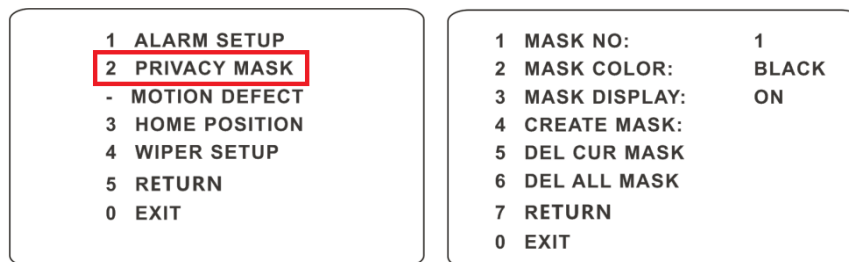 1 ALARM SETUP
2 PRIVACY MASK
- MOTION DEFECT
3 HOME POSITION
4 WIPER SETUP
5 RETURN
0 EXIT
1 MASK NO: 1
2 MASK COLOR: BLACK
3 MASK DISPLAY: ON
4 CREATE MASK:
5 DEL CUR MASK
6 DEL ALL MASK
7 RETURN
0 EXIT